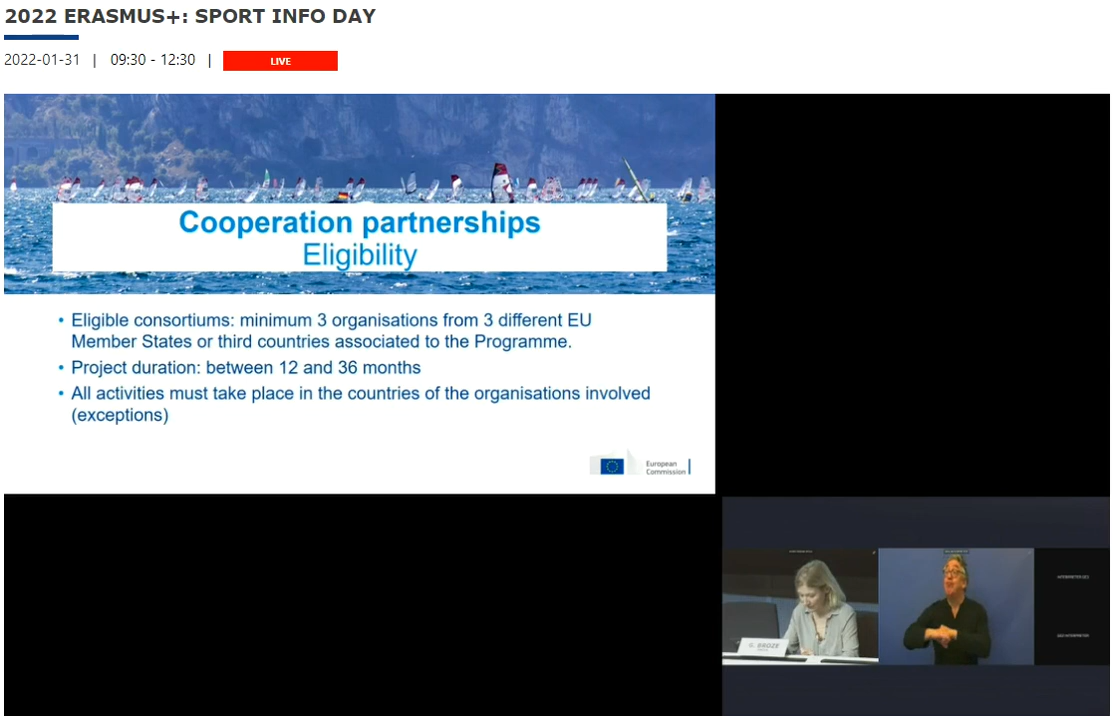 2022 ERASMUS+: SPORT INFO DAY
2022-01-31 | 09:30 - 12:30 | LIVE
Cooperation partnerships
Eligibility
• Eligible consortiums: minimum 3 organisations from 3 different EU
Member States or third countries associated to the Programme.
• Project duration: between 12 and 36 months
• All activities must take place in the countries of the organisations involved
(exceptions)
European
Commission
G. BROZE